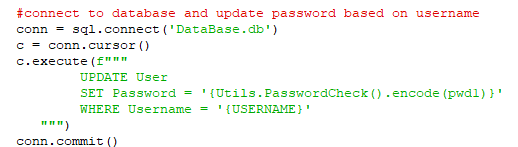 #connect to database and update password based on username
conn = sql.connect('DataBase.db')
c = conn.cursor()
c.execute(f"""
        UPDATE User
        SET Password = '{Utils.PasswordCheck().encode(pwd1)}'
        WHERE Username = '{USERNAME}'
   """)
conn.commit()